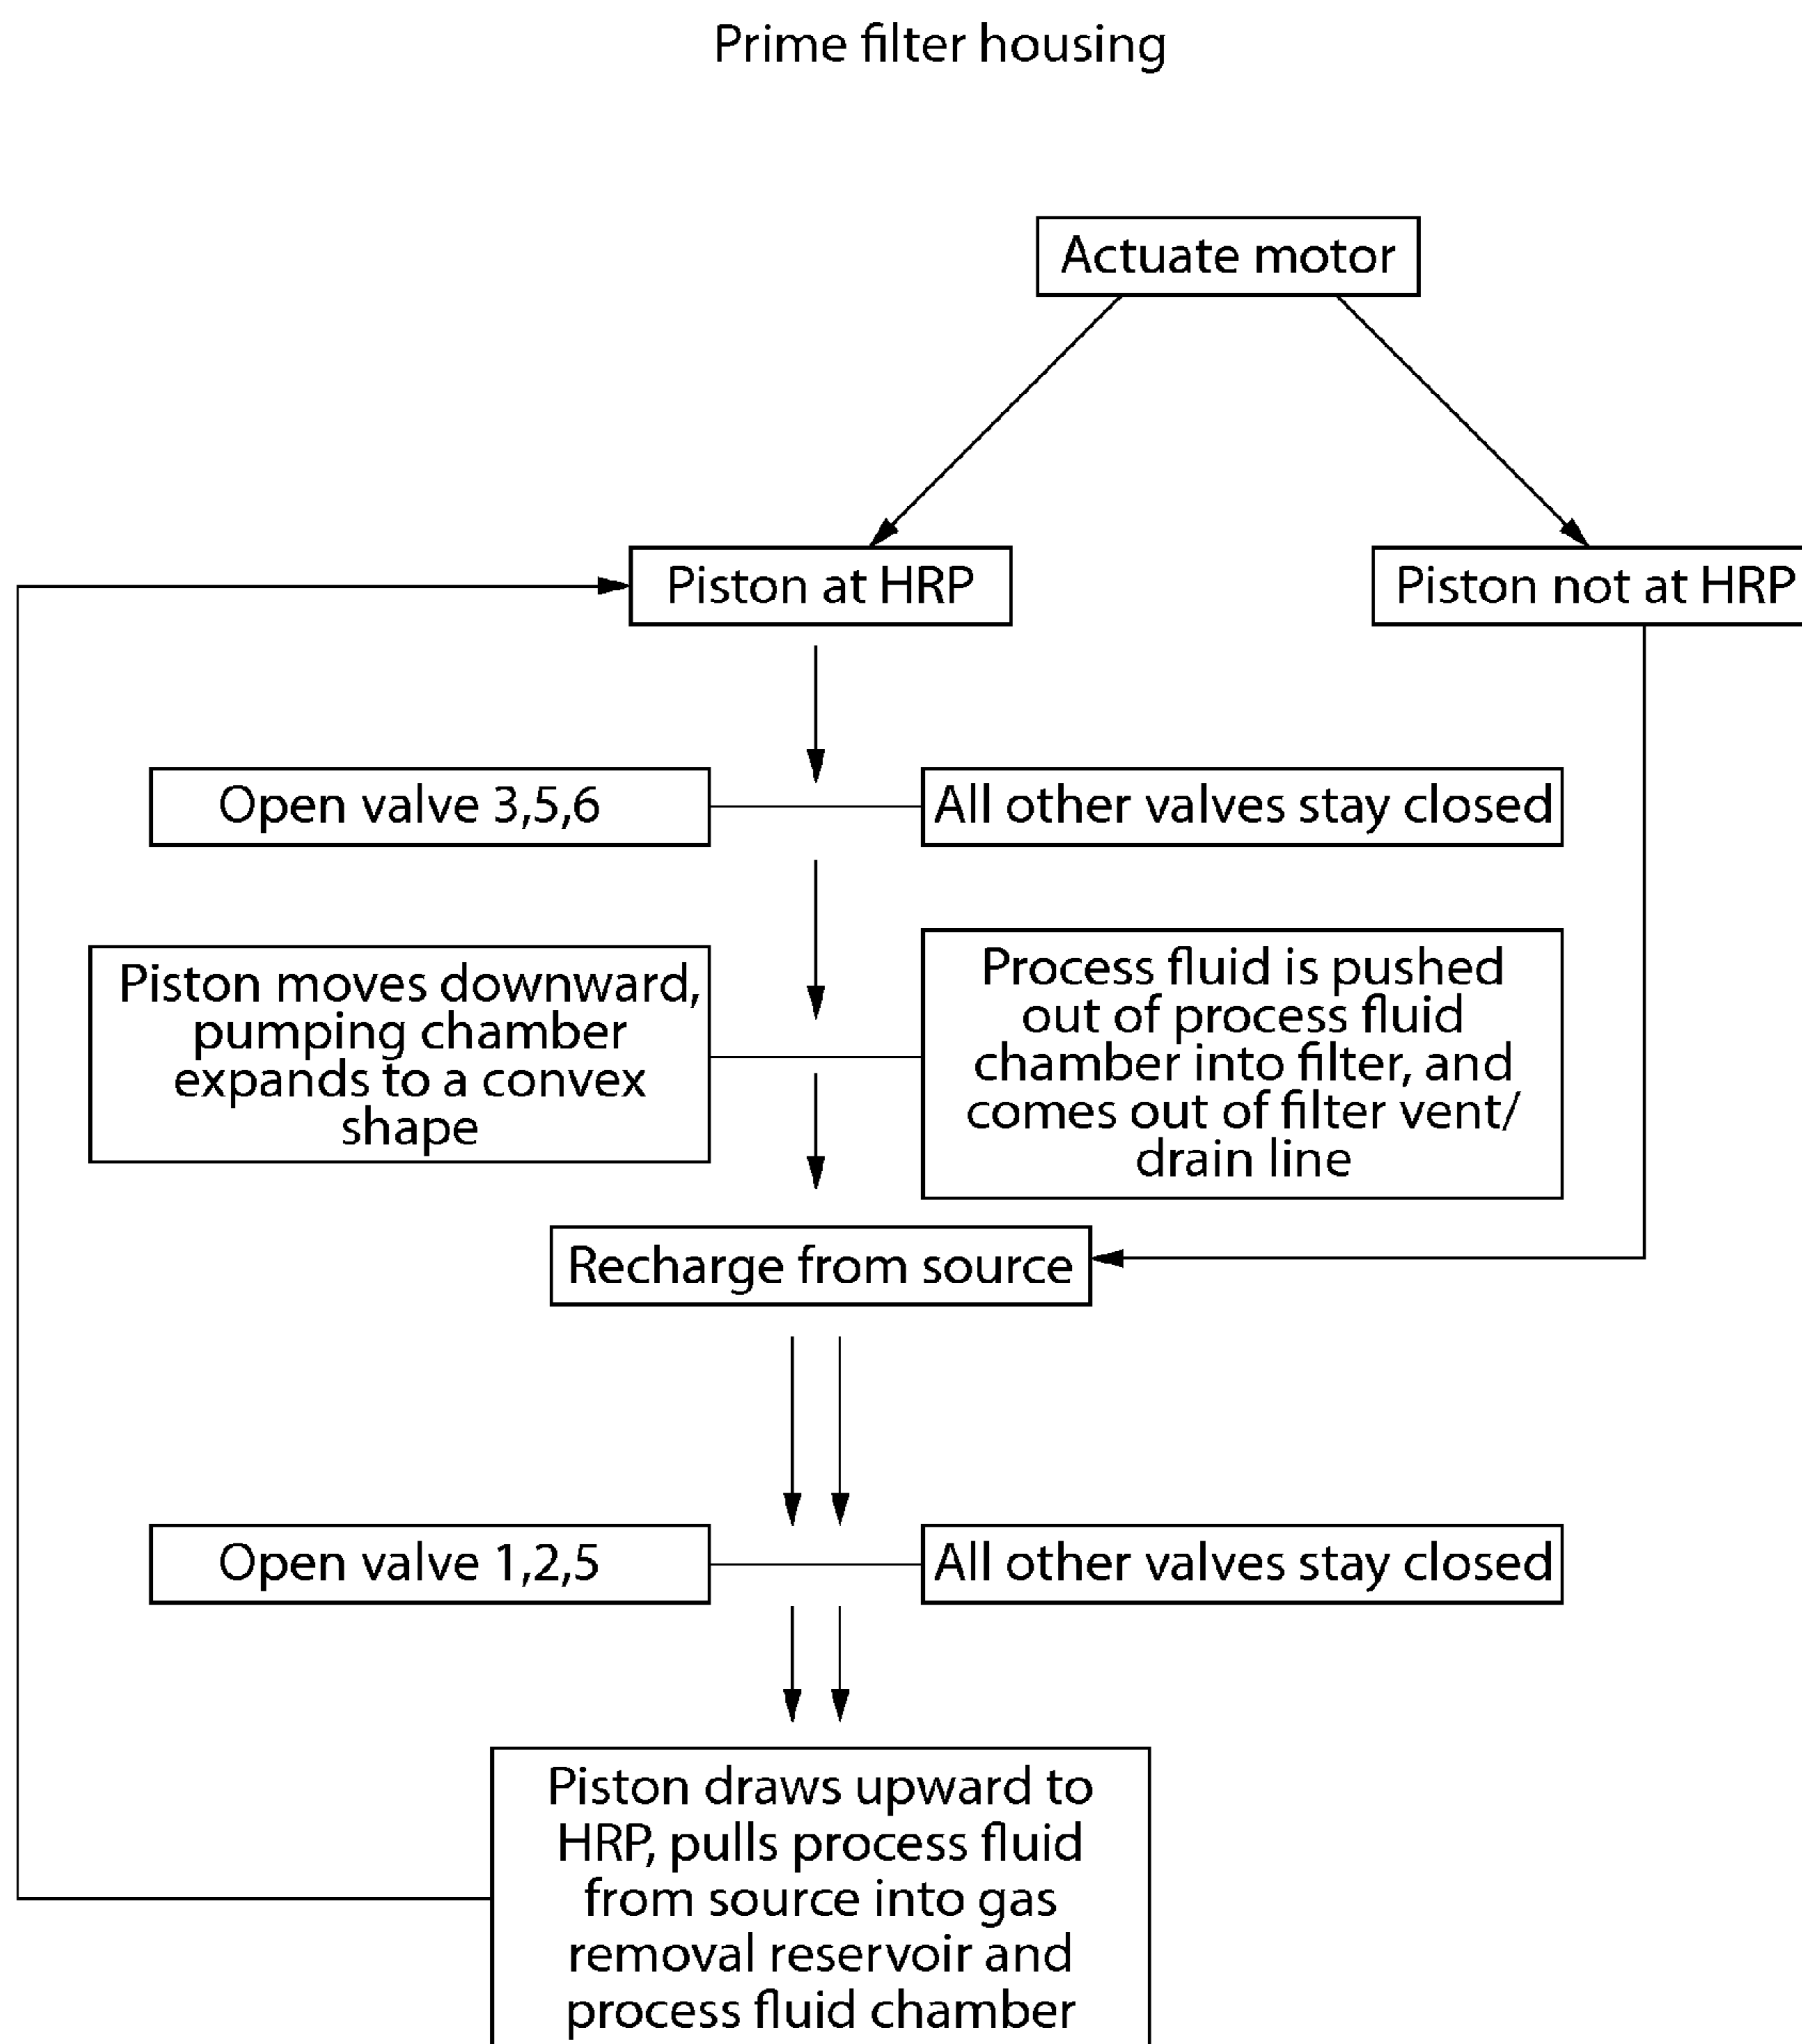 Prime filter housing
Actuate motor
Piston at HRP
Piston not at HRP
Open valve 3,5,6
All other valves stay closed
Piston moves downward,
pumping chamber
expands to a convex
shape
Process fluid is pushed
out of process fluid
chamber into filter, and
comes out of filter vent/
drain line
Recharge from source
Open valve 1,2,5
All other valves stay closed
Piston draws upward to
HRP, pulls process fluid
from source into gas
removal reservoir and
process fluid chamber